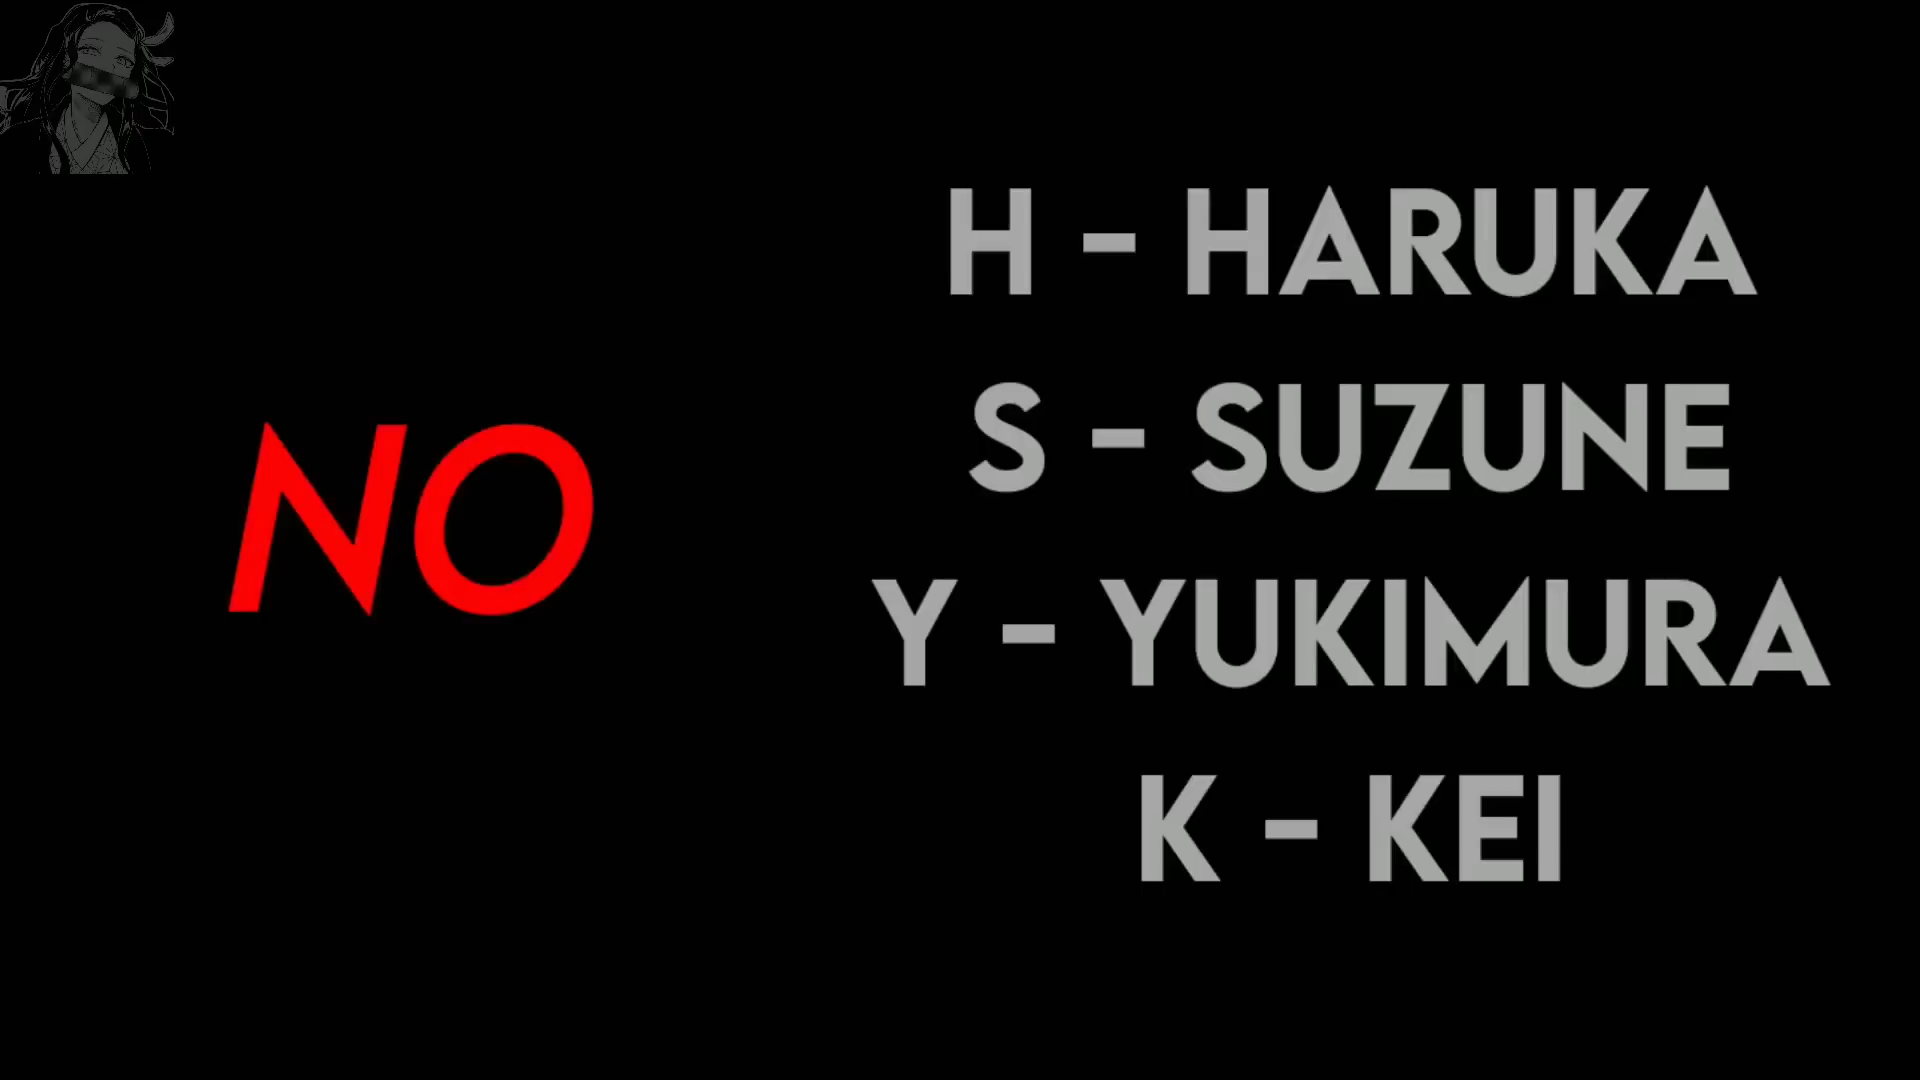 NO
H - HARUKA
S - SUZUNE
Y - YUKIMURA
K - KEI